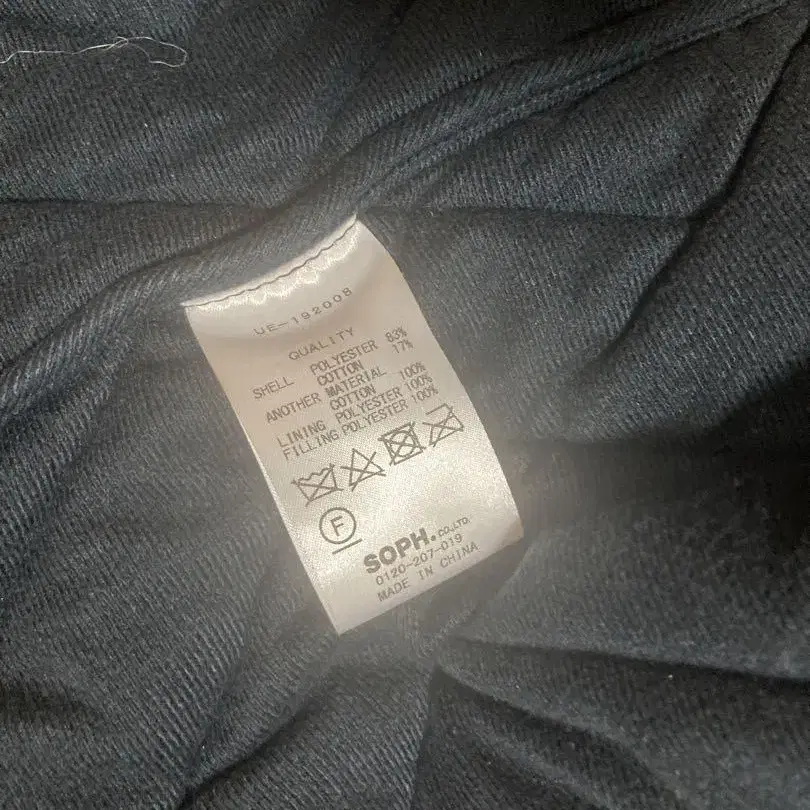 UE-192008
QUALITY
SHELL POLYESTER 83%
COTTON 17%
ANOTHER MATERIAL
COTTON 100%
LINING POLYESTER 100%
FILLING POLYESTER 100%
F
SOPH. CO.,LTD.
0120-207-019
MADE IN CHINA